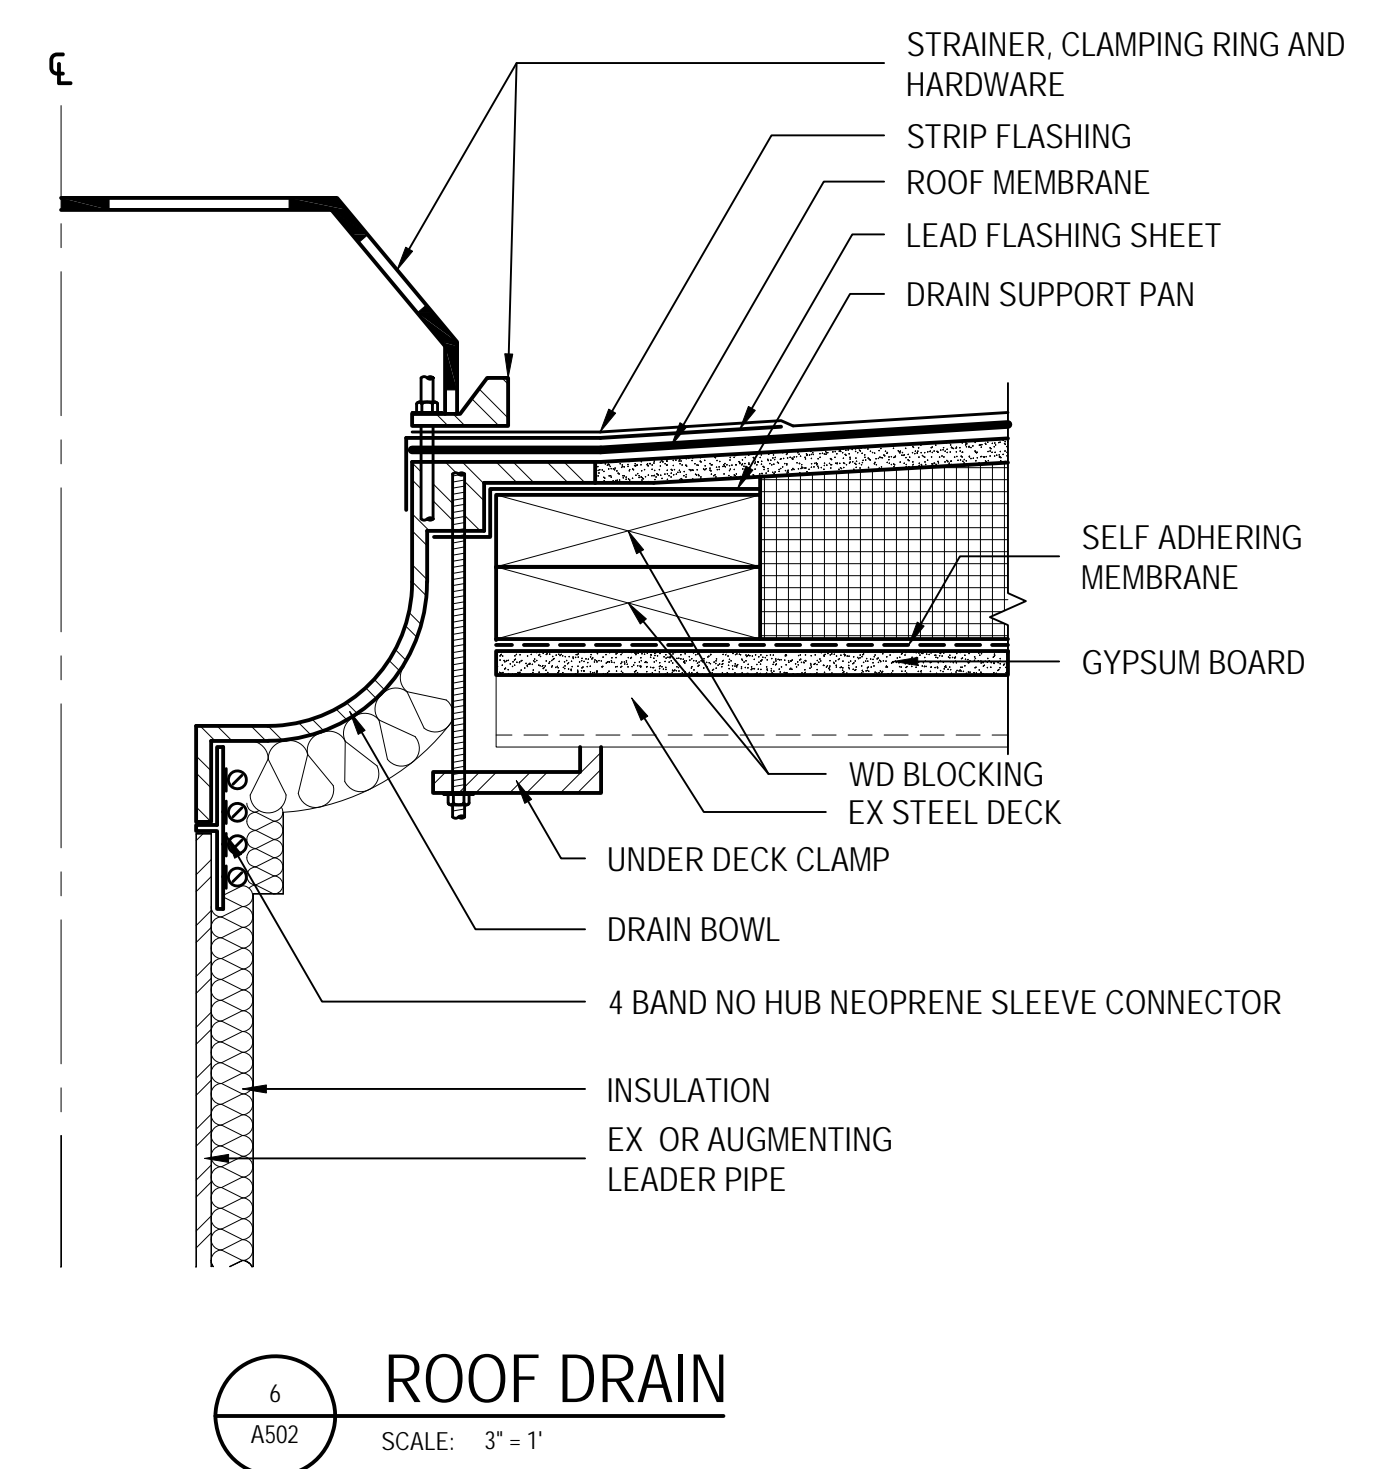 ℄
STRAINER, CLAMPING RING AND
HARDWARE
STRIP FLASHING
ROOF MEMBRANE
LEAD FLASHING SHEET
DRAIN SUPPORT PAN
SELF ADHERING
MEMBRANE
GYPSUM BOARD
WD BLOCKING
EX STEEL DECK
UNDER DECK CLAMP
DRAIN BOWL
4 BAND NO HUB NEOPRENE SLEEVE CONNECTOR
INSULATION
EX OR AUGMENTING
LEADER PIPE
6
A502
ROOF DRAIN
SCALE: 3" = 1'